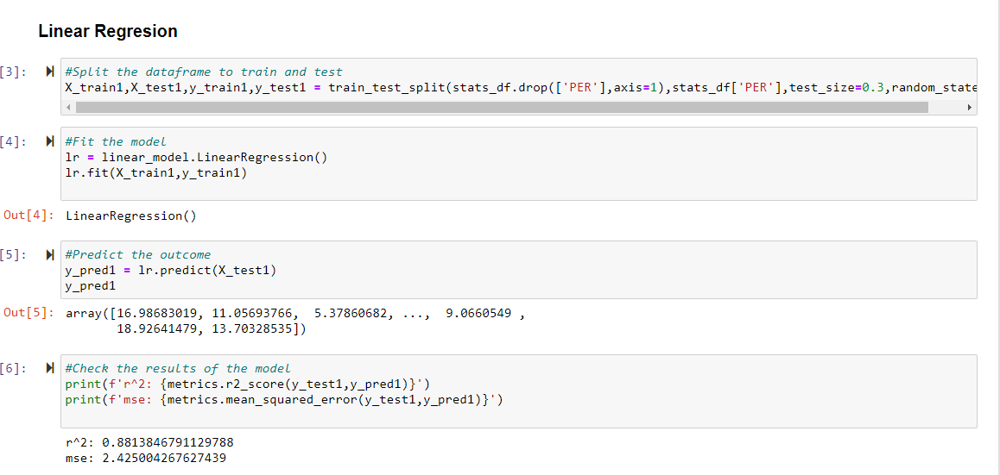 Linear Regresion
[3]:
#Split the dataframe to train and test
X_train1,X_test1,y_train1,y_test1 = train_test_split(stats_df.drop(['PER'],axis=1),stats_df['PER'],test_size=0.3,random_state
[4]:
#Fit the model
lr = linear_model.LinearRegression()
lr.fit(X_train1,y_train1)
Out[4]: LinearRegression()
[5]:
#Predict the outcome
y_pred1 = lr.predict(X_test1)
y_pred1
Out[5]: array([16.98683019, 11.05693766,  5.37860682, ...,  9.0660549 ,
18.92641479, 13.70328535])
[6]:
#Check the results of the model
print(f'r^2: {metrics.r2_score(y_test1,y_pred1)}')
print(f'mse: {metrics.mean_squared_error(y_test1,y_pred1)}')
r^2: 0.8813846791129788
mse: 2.425004267627439